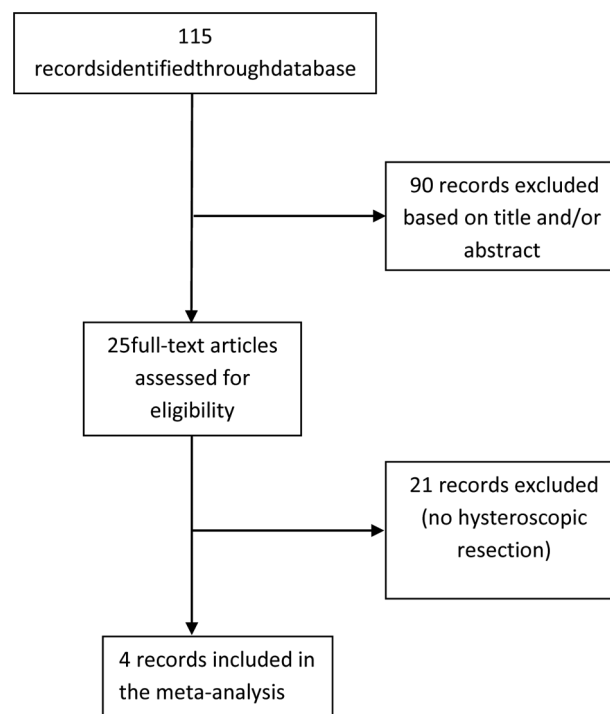 115
recordsidentifiedthroughdatabase
90 records excluded
based on title and/or
abstract
25full-text articles
assessed for
eligibility
21 records excluded
(no hysteroscopic
resection)
4 records included in
the meta-analysis